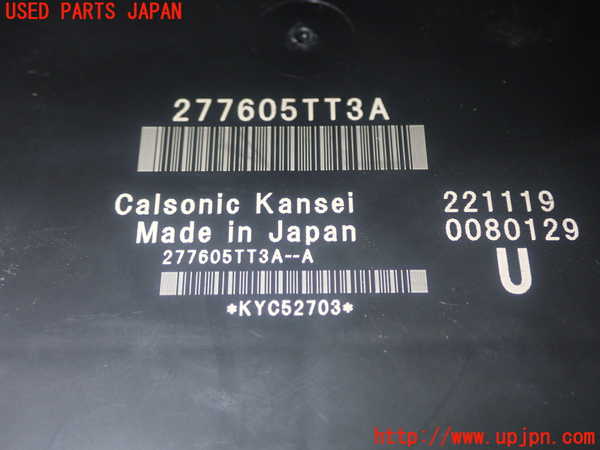 USED PARTS JAPAN
277605TT3A
Calsonic Kansei 221119
Made in Japan 0080129
277605TT3A--A
U
*KYC52703*
http://www.upjpn.com/